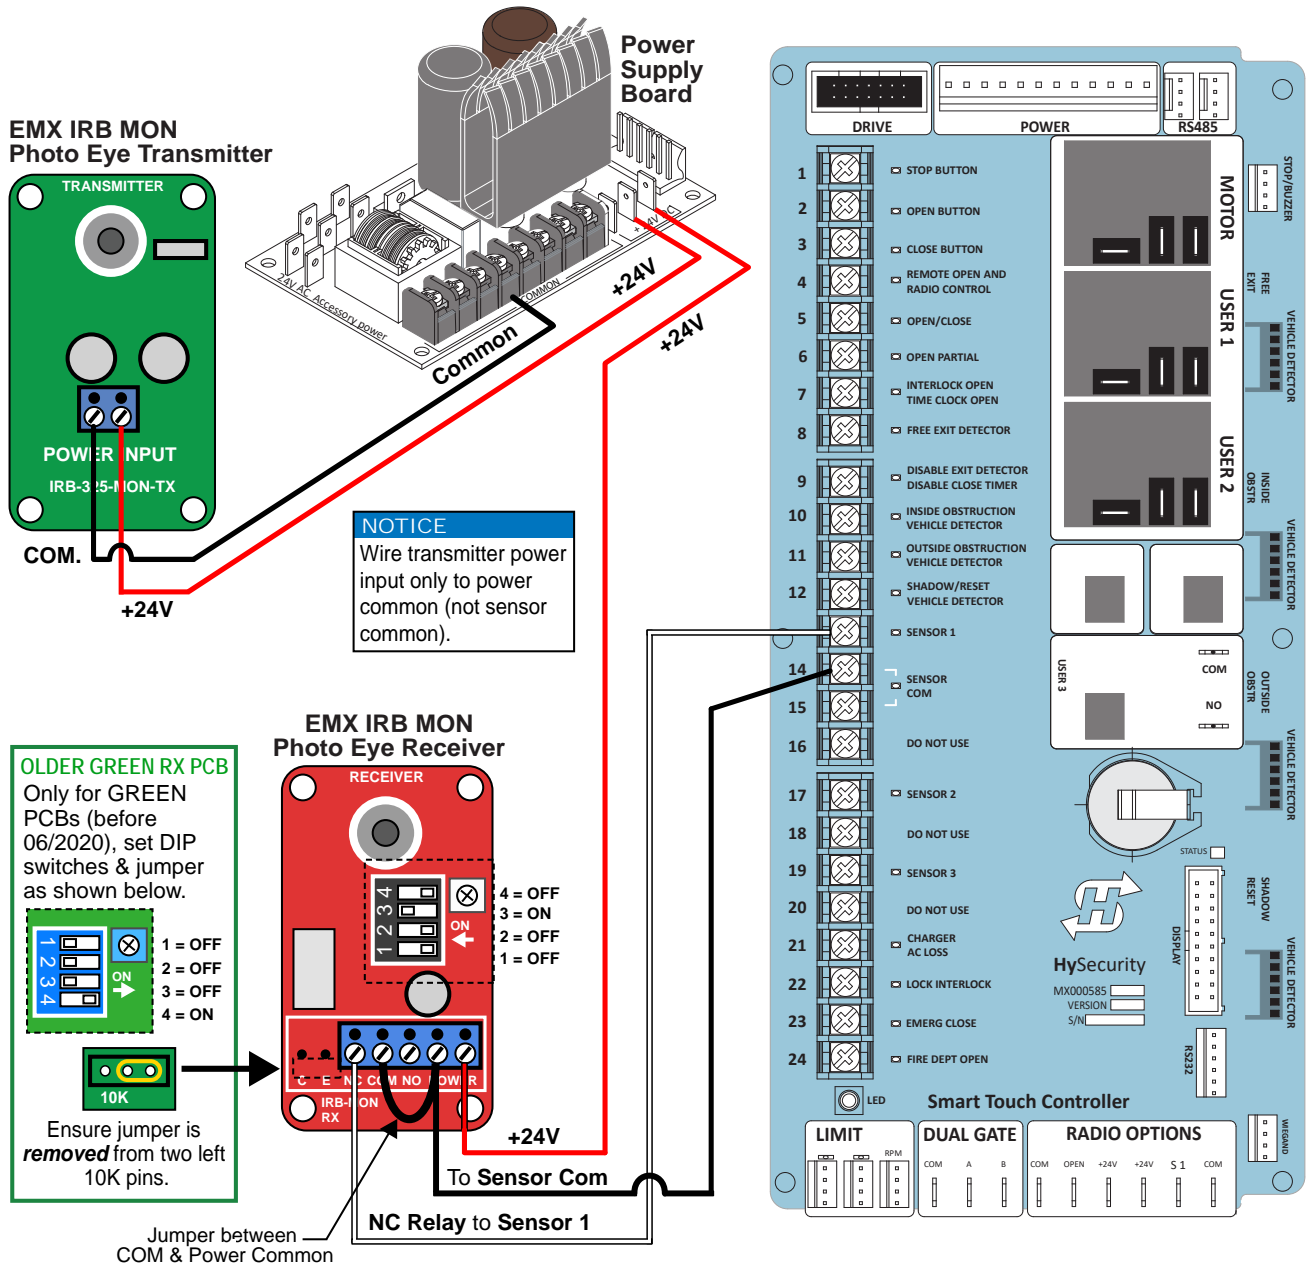 Power
Supply
Board
EMX IRB MON
Photo Eye Transmitter
TRANSMITTER
POWER INPUT
IRB-325-MON-TX
COM.
+24V
24V AC Accessory power
COMMON
+ 24V
Common
+24V
+24V
NOTICE
Wire transmitter power
input only to power
common (not sensor
common).
EMX IRB MON
Photo Eye Receiver
RECEIVER
4 3 2 1
ON
4 = OFF
3 = ON
2 = OFF
1 = OFF
C E NC COM NO POWER
IRB-MON
RX
+24V
To Sensor Com
NC Relay to Sensor 1
Jumper between
COM & Power Common
OLDER GREEN RX PCB
Only for GREEN
PCBs (before
06/2020), set DIP
switches & jumper
as shown below.
1 2 3 4
ON
1 = OFF
2 = OFF
3 = OFF
4 = ON
10K
Ensure jumper is
removed from two left
10K pins.
DRIVE
POWER
RS485
1 STOP BUTTON
2 OPEN BUTTON
3 CLOSE BUTTON
4 REMOTE OPEN AND
RADIO CONTROL
5 OPEN/CLOSE
6 OPEN PARTIAL
7 INTERLOCK OPEN
TIME CLOCK OPEN
8 FREE EXIT DETECTOR
9 DISABLE EXIT DETECTOR
DISABLE CLOSE TIMER
10 INSIDE OBSTRUCTION
VEHICLE DETECTOR
11 OUTSIDE OBSTRUCTION
VEHICLE DETECTOR
12 SHADOW/RESET
VEHICLE DETECTOR
SENSOR 1
14 SENSOR
COM
15
16 DO NOT USE
17 SENSOR 2
18 DO NOT USE
19 SENSOR 3
20 DO NOT USE
21 CHARGER
AC LOSS
22 LOCK INTERLOCK
23 EMERG CLOSE
24 FIRE DEPT OPEN
LED
Smart Touch Controller
MOTOR
USER 1
USER 2
USER 3
COM
NO
STOP/BUZZER
FREE
EXIT
VEHICLE DETECTOR
INSIDE
OBSTR
VEHICLE DETECTOR
OUTSIDE
OBSTR
VEHICLE DETECTOR
SHADOW
RESET
VEHICLE DETECTOR
STATUS
DISPLAY
HySecurity
MX000585
VERSION
S/N
RS232
WIEGAND
LIMIT
RPM
DUAL GATE
COM A B
RADIO OPTIONS
COM OPEN +24V +24V S 1 COM